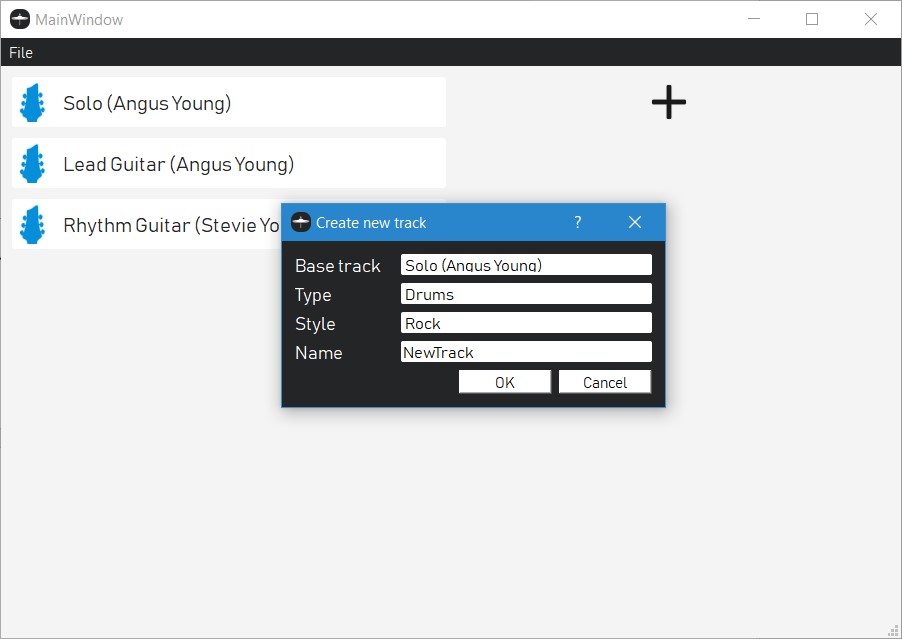 MainWindow
File
Solo (Angus Young)
Lead Guitar (Angus Young)
Rhythm Guitar (Stevie Yo
Create new track
?
Base track Solo (Angus Young)
Type Drums
Style Rock
Name NewTrack
OK Cancel